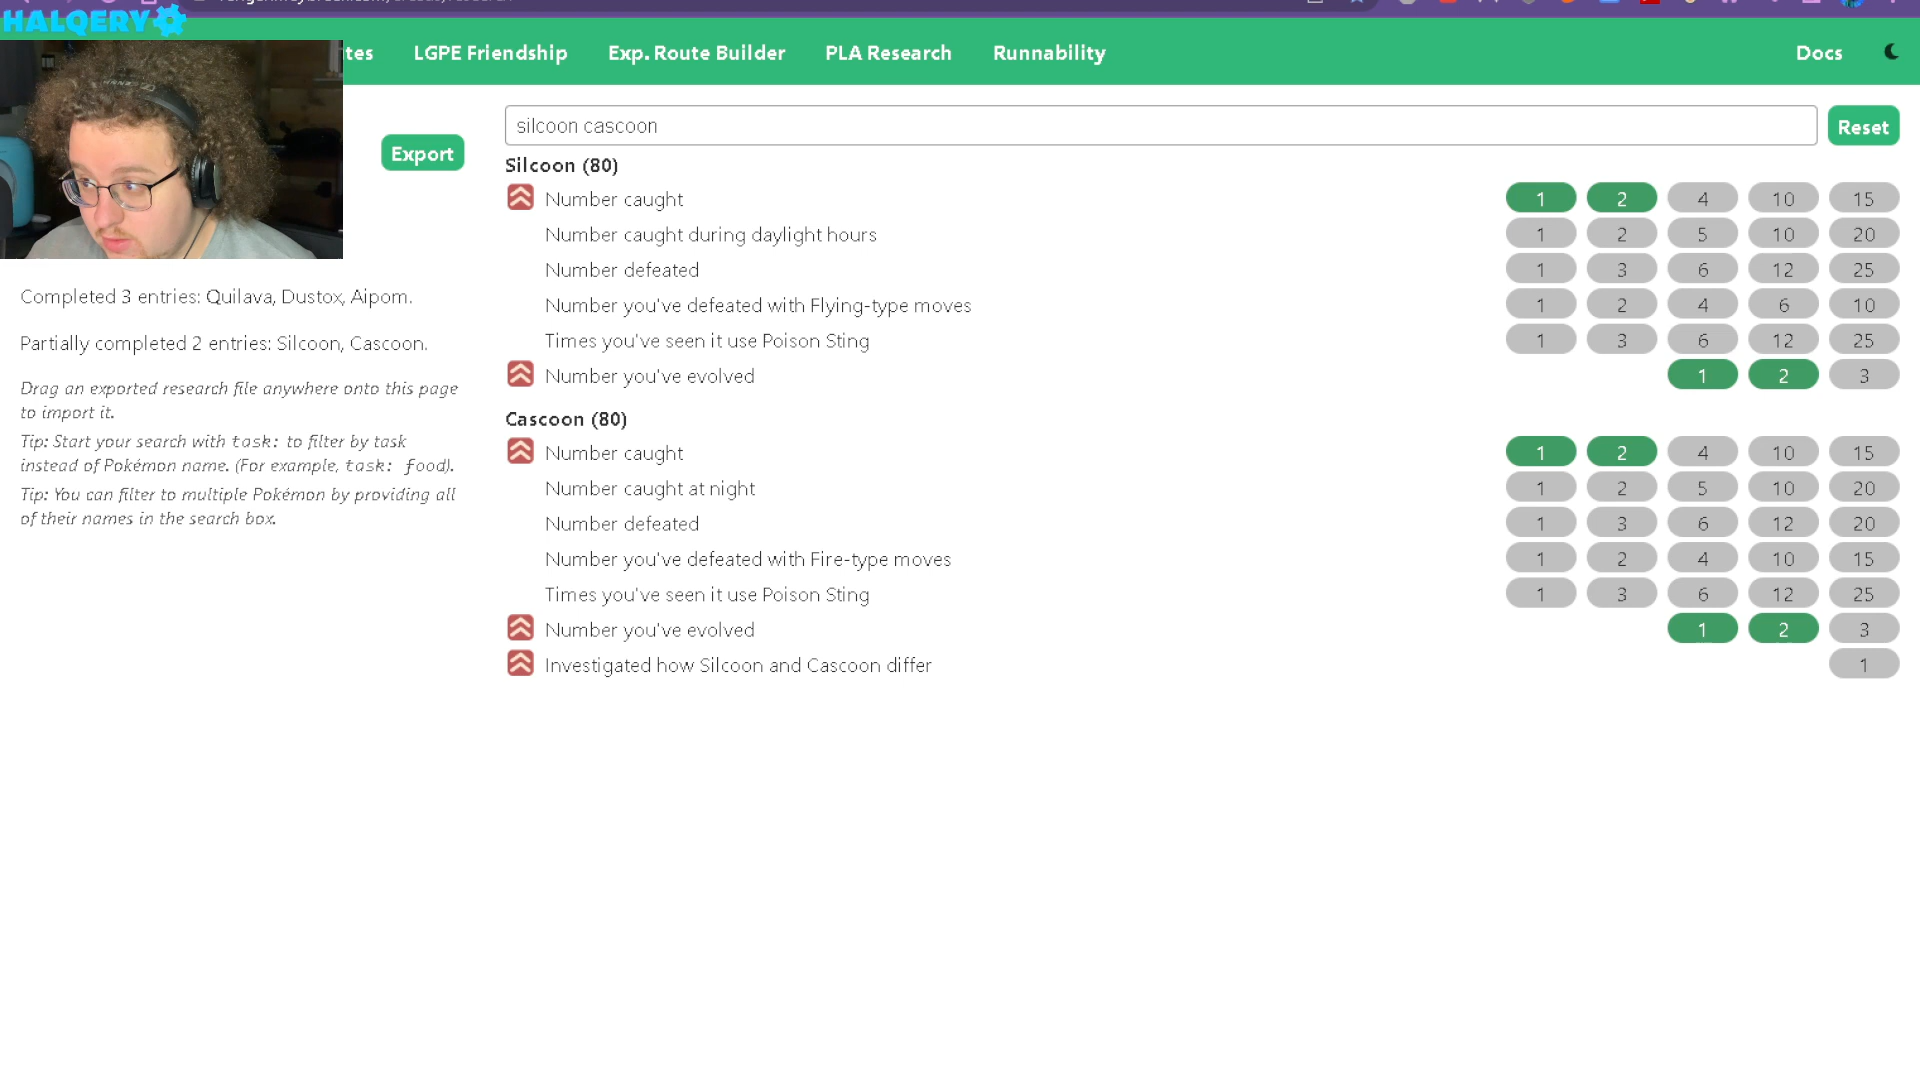 HALQERY
tes LGPE Friendship Exp. Route Builder PLA Research Runnability Docs
Export
silcoon cascoon Reset
Silcoon (80)
Number caught 1 2 4 10 15
Number caught during daylight hours 1 2 5 10 20
Number defeated 1 3 6 12 25
Number you've defeated with Flying-type moves 1 2 4 6 10
Times you've seen it use Poison Sting 1 3 6 12 25
Number you've evolved 1 2 3
Cascoon (80)
Number caught 1 2 4 10 15
Number caught at night 1 2 5 10 20
Number defeated 1 3 6 12 20
Number you've defeated with Fire-type moves 1 2 4 10 15
Times you've seen it use Poison Sting 1 3 6 12 25
Number you've evolved 1 2 3
Investigated how Silcoon and Cascoon differ 1
Completed 3 entries: Quilava, Dustox, Aipom.
Partially completed 2 entries: Silcoon, Cascoon.
Drag an exported research file anywhere onto this page
to import it.
Tip: Start your search with task: to filter by task
instead of Pokémon name. (For example, task: food).
Tip: You can filter to multiple Pokémon by providing all
of their names in the search box.